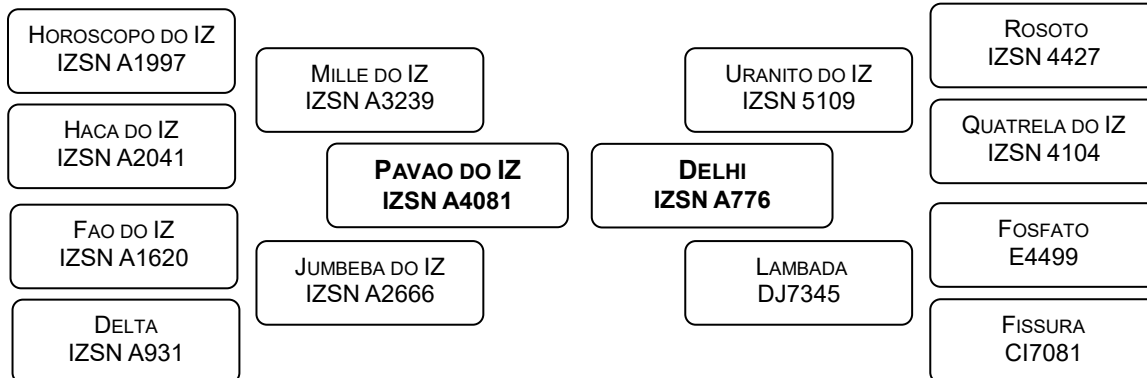 Horoscopo do IZ
IZSN A1997
Haca do IZ
IZSN A2041
Fao do IZ
IZSN A1620
Delta
IZSN A931
Mille do IZ
IZSN A3239
Jumbeba do IZ
IZSN A2666
Pavao do IZ
IZSN A4081
Delhi
IZSN A776
Uranito do IZ
IZSN 5109
Lambada
DJ7345
Rosoto
IZSN 4427
Quatrela do IZ
IZSN 4104
Fosfato
E4499
Fissura
CI7081